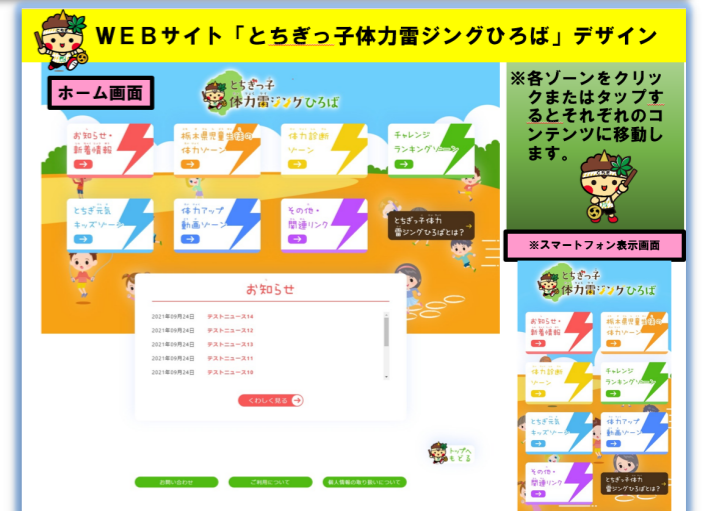 WEBサイト「とちぎっ子体力雷ジングひろば」デザイン
ホーム画面
とちぎっ子
体力雷ジングひろば
お知らせ・
新着情報
栃木県児童生徒の
体力ゾーン
体力診断
ゾーン
チャレンジ
ランキングゾーン
とちぎ元気
キッズゾーン
体力アップ
動画ゾーン
その他・
関連リンク
とちぎっ子体力
雷ジングひろばとは?
お知らせ
2021年09月24日 テストニュース14
2021年09月24日 テストニュース12
2021年09月24日 テストニュース13
2021年09月24日 テストニュース11
2021年09月24日 テストニュース10
くわしく見る
トップへ
もどる
お問い合わせ
ご利用について
個人情報の取り扱いについて
※各ゾーンをクリッ
クまたはタップす
るとそれぞれのコ
ンテンツに移動し
ます。
※スマートフォン表示画面
とちぎっ子
体力雷ジングひろば
お知らせ・
新着情報
栃木県児童生徒の
体力ゾーン
体力診断
ゾーン
チャレンジ
ランキングゾーン
とちぎ元気
キッズゾーン
体力アップ
動画ゾーン
その他・
関連リンク
とちぎっ子体力
雷ジングひろばとは?